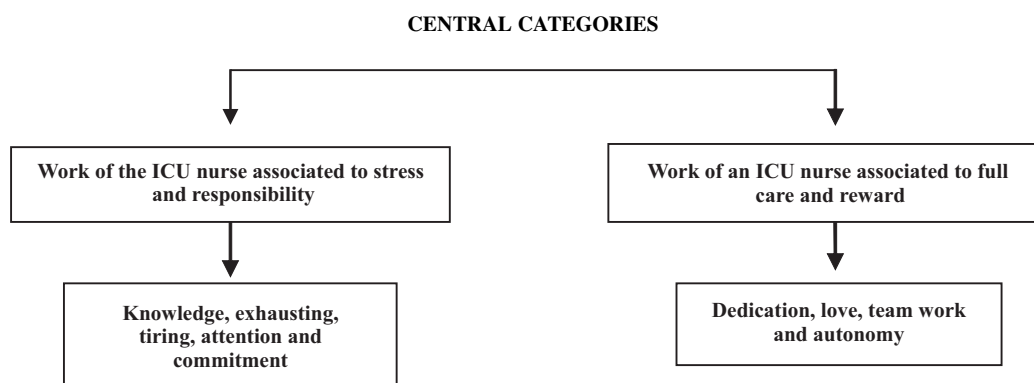 CENTRAL CATEGORIES
Work of the ICU nurse associated to stress
and responsibility
Work of an ICU nurse associated to full
care and reward
Knowledge, exhausting,
tiring, attention and
commitment
Dedication, love, team work
and autonomy